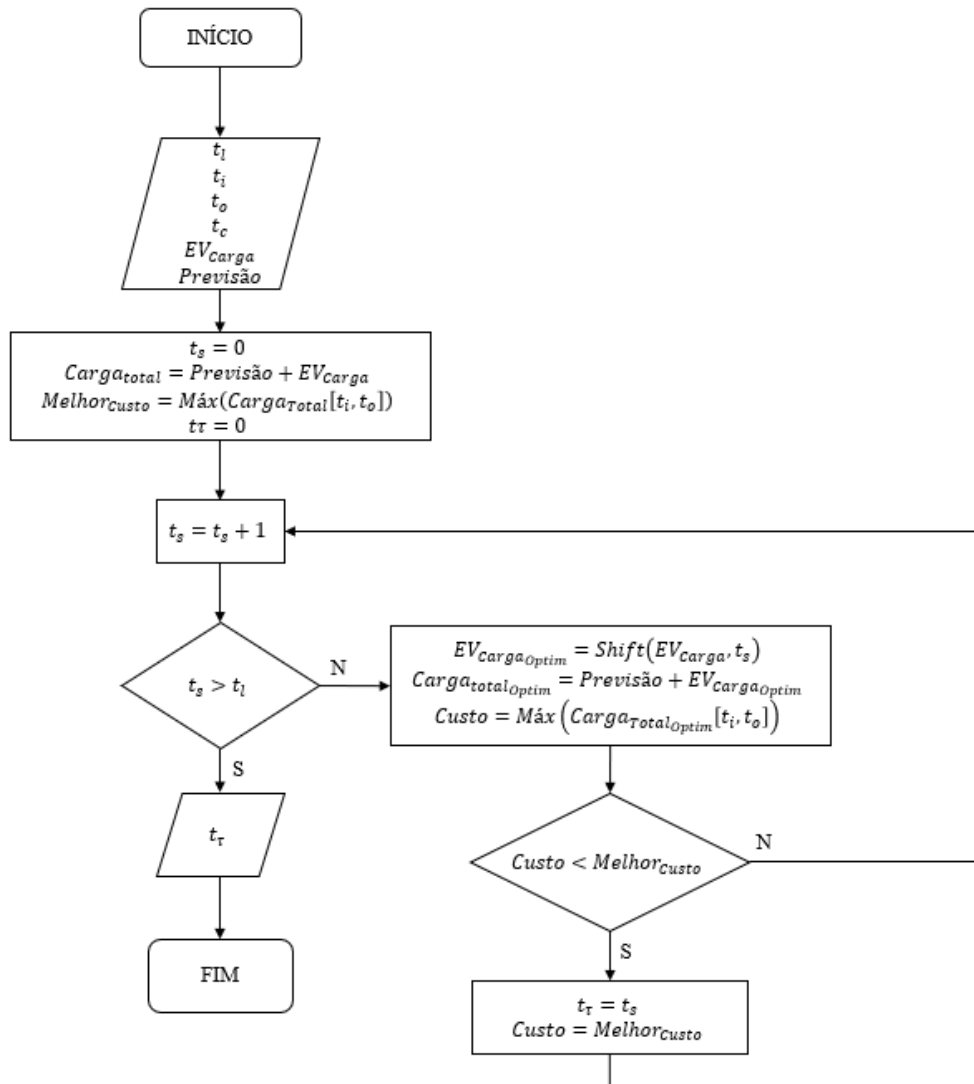 INÍCIO
t_l
t_i
t_o
t_c
EV_Carga
Previsão
t_s = 0
Carga_total = Previsão + EV_Carga
Melhor_Custo = Máx(Carga_Total[t_i, t_o])
tτ = 0
t_s = t_s + 1
t_s > t_l
N
S
EV_Carga_Optim = Shift(EV_Carga, t_s)
Carga_total_Optim = Previsão + EV_Carga_Optim
Custo = Máx(Carga_Total_Optim[t_i, t_o])
t_τ
FIM
Custo < Melhor_Custo
N
S
t_τ = t_s
Custo = Melhor_Custo